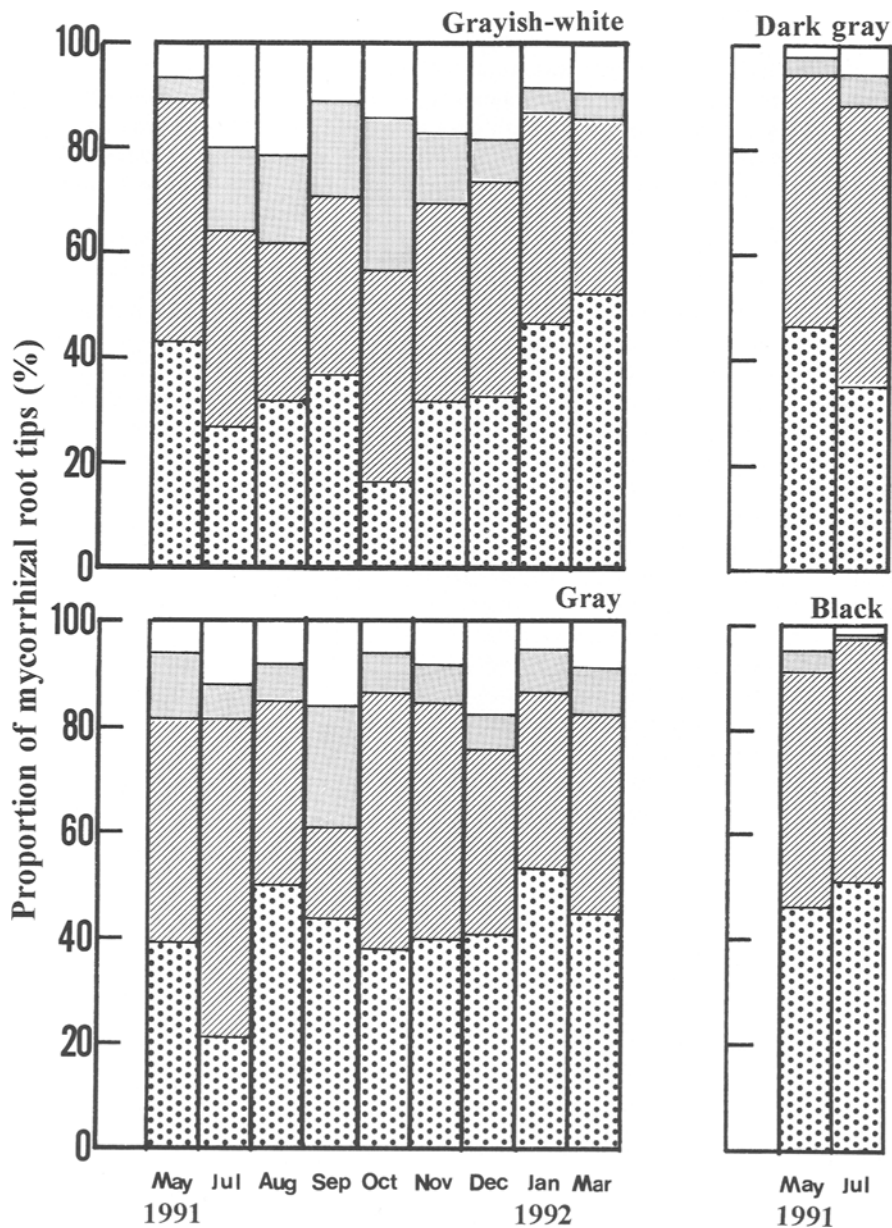 Grayish-white
Dark gray
100
80
60
40
20
0
Gray
Black
100
80
60
40
20
0
Proportion of mycorrhizal root tips (%)
May Jul Aug Sep Oct Nov Dec Jan Mar
1991 1992
May Jul
1991